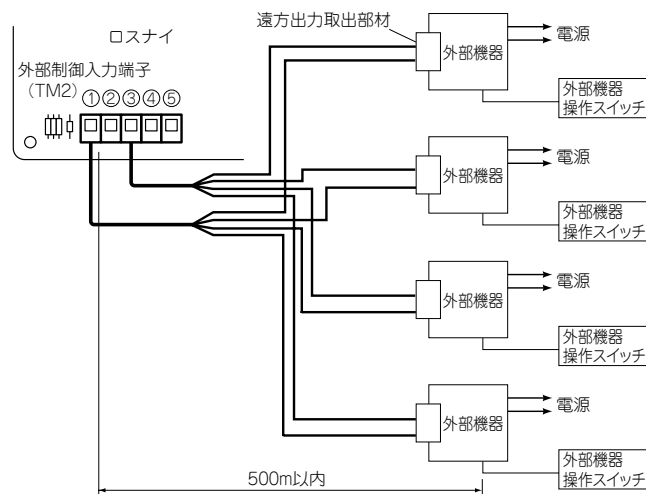 遠方出力取出部材
ロスナイ
外部制御入力端子
（TM2）
①②③④⑤
外部機器
電源
外部機器
操作スイッチ
外部機器
電源
外部機器
操作スイッチ
外部機器
電源
外部機器
操作スイッチ
外部機器
電源
外部機器
操作スイッチ
500m以内